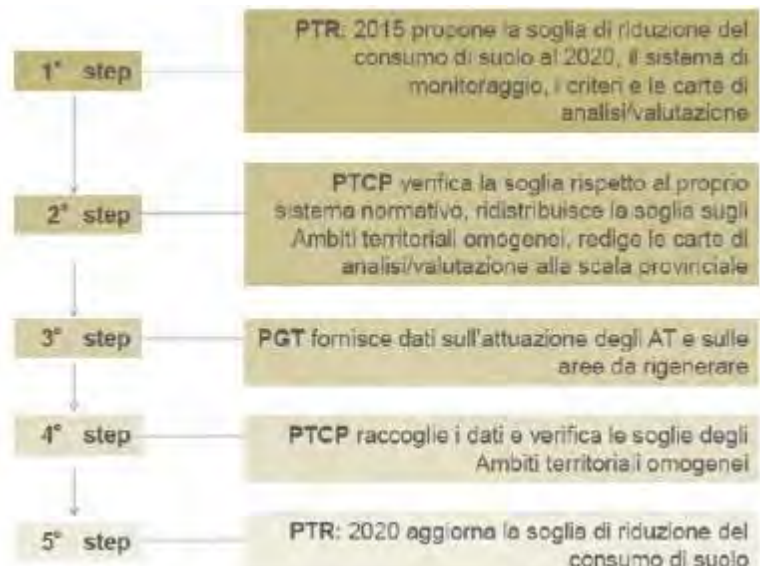 1° step
PTR: 2015 propone la soglia di riduzione del
consumo di suolo al 2020, il sistema di
monitoraggio, i criteri e le carte di
analisi/valutazione
2° step
PTCP verifica la soglia rispetto al proprio
sistema normativo, ridistribuisce la soglia sugli
Ambiti territoriali omogenei, redige le carte di
analisi/valutazione alla scala provinciale
3° step
PGT fornisce dati sull'attuazione degli AT e sulle
aree da rigenerare
4° step
PTCP raccoglie i dati e verifica le soglie degli
Ambiti territoriali omogenei
5° step
PTR: 2020 aggiorna la soglia di riduzione del
consumo di suolo